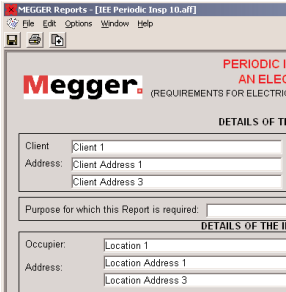 MEGGER Reports - [IEE Periodic Insp 10.aff]
File Edit Options Window Help
PERIODIC
AN ELE
Megger.
(REQUIREMENTS FOR ELECTRI
DETAILS OF
Client
Client 1
Address:
Client Address 1
Client Address 3
Purpose for which this Report is required:
DETAILS OF THE
Occupier:
Location 1
Address:
Location Address 1
Location Address 3